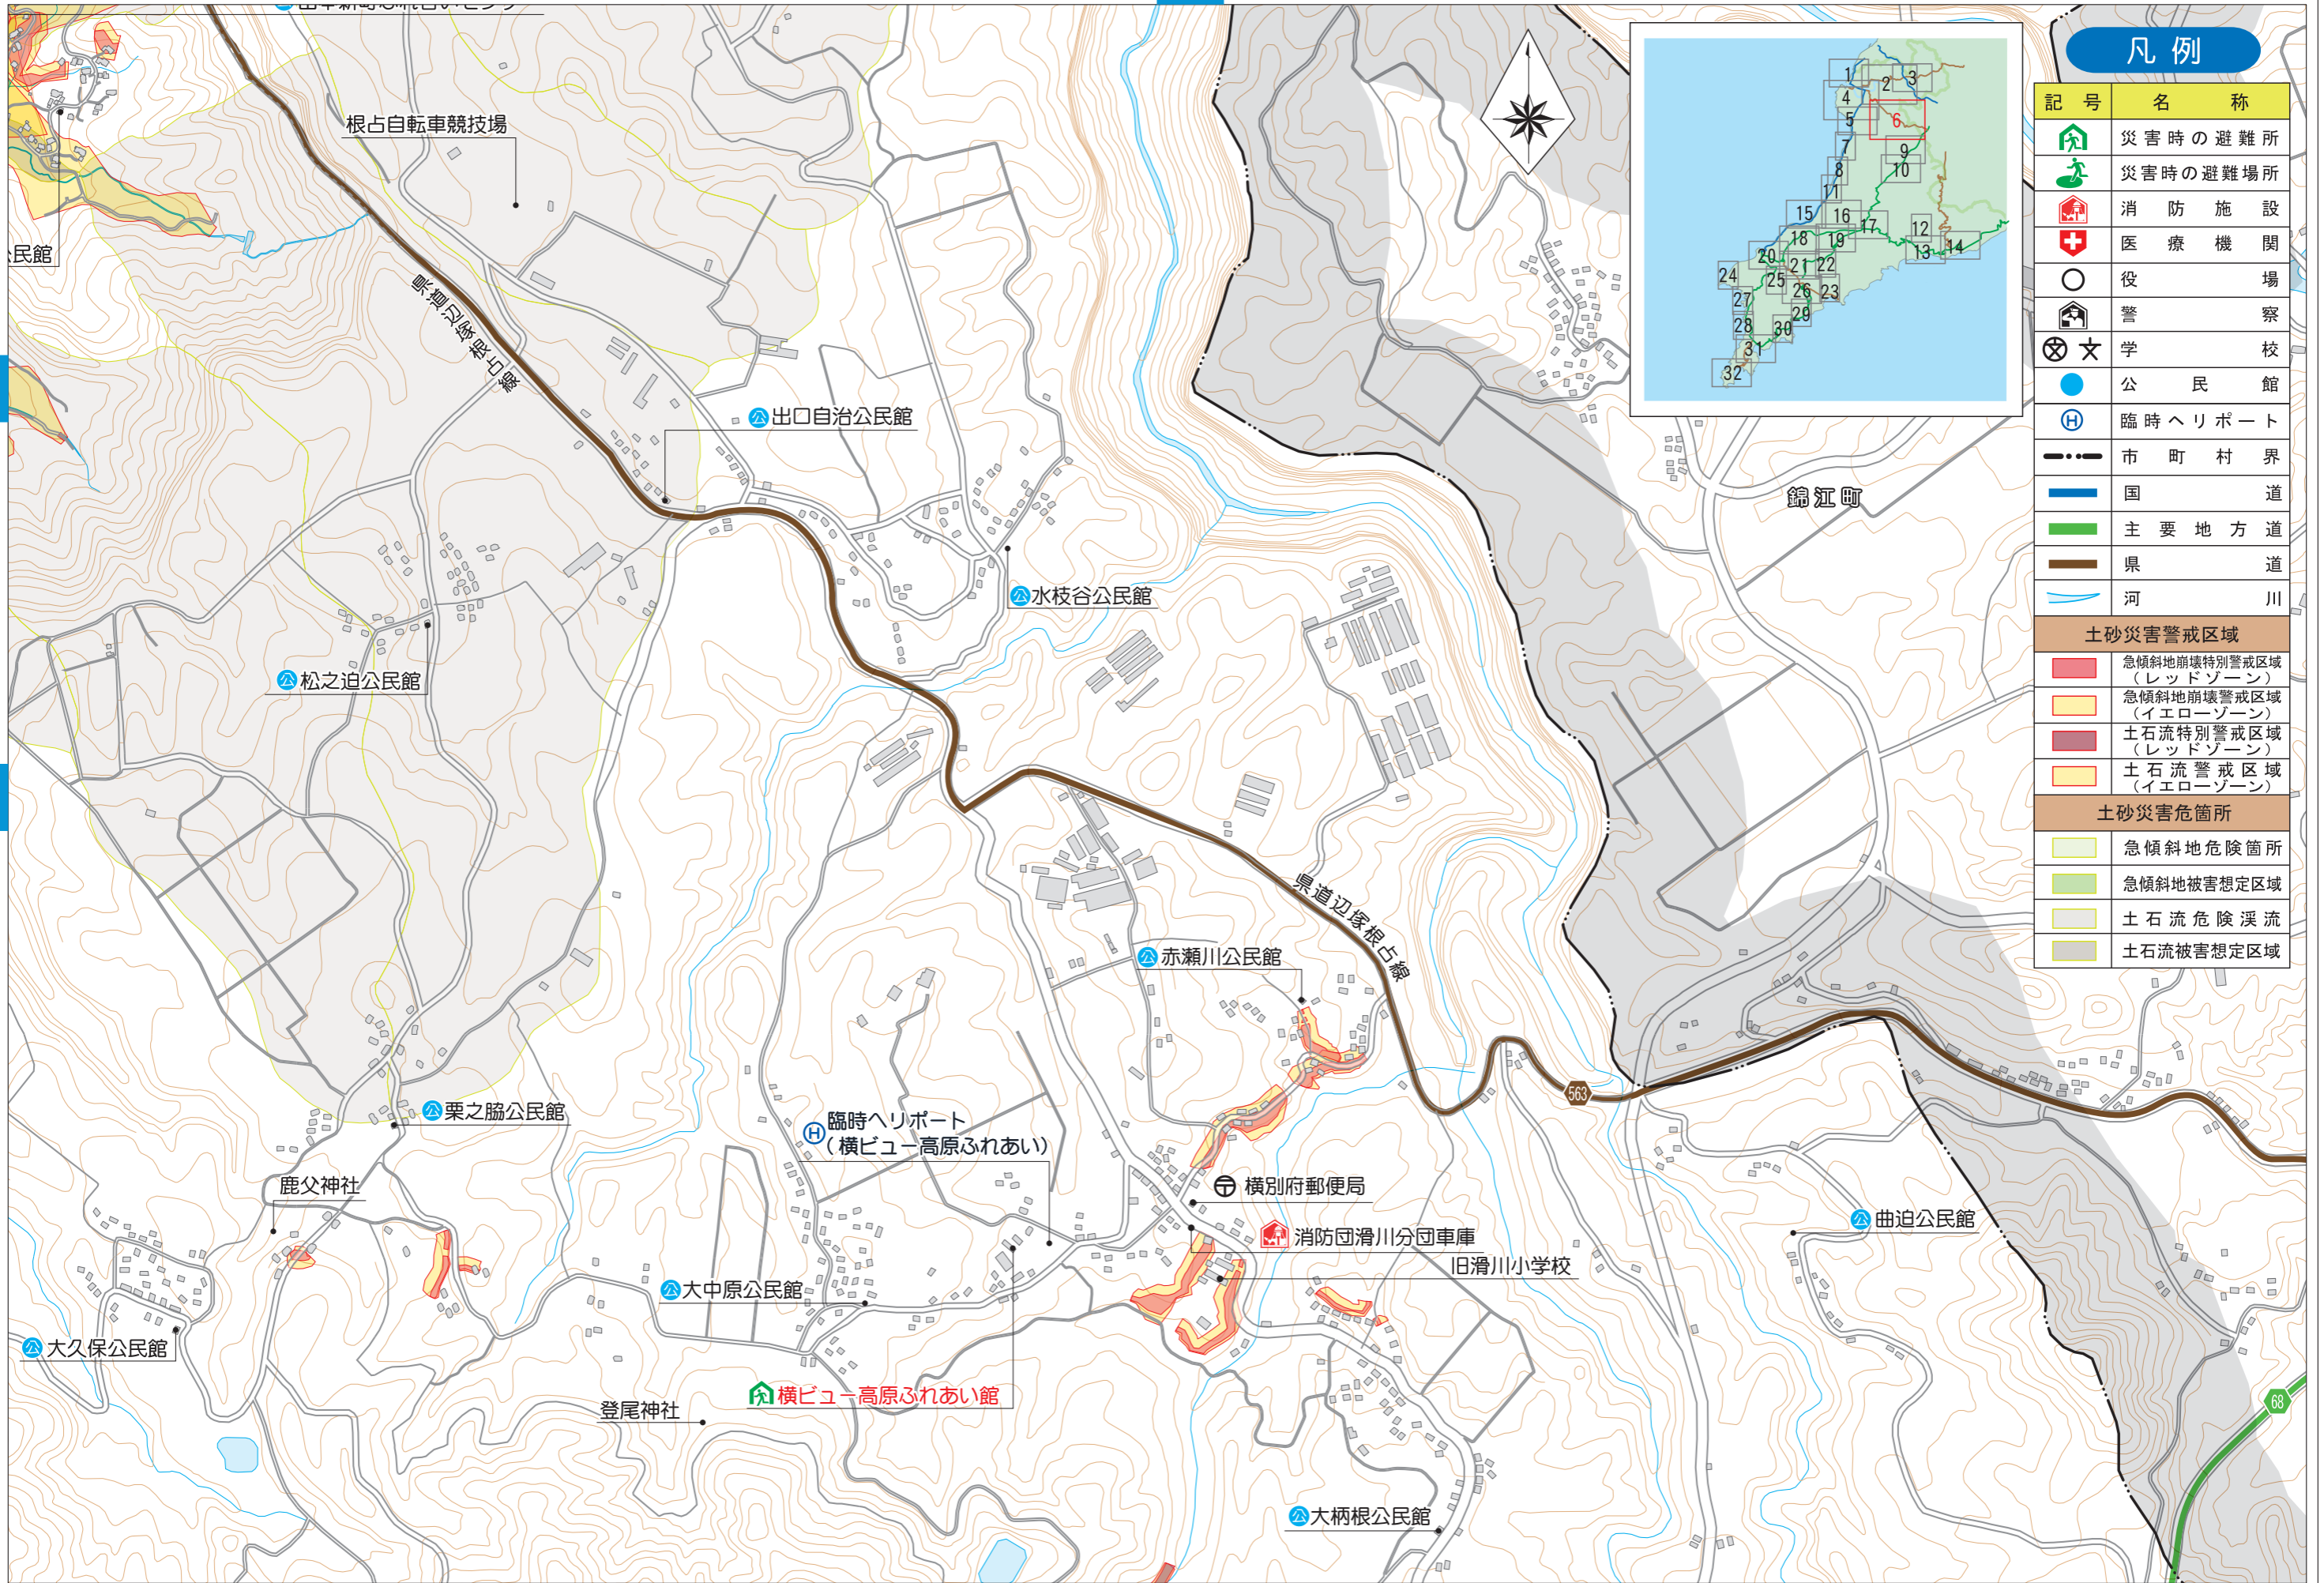 根占自転車競技場
民館
県道辺塚根占線
出口自治公民館
水枝谷公民館
松之迫公民館
錦江町
県道辺塚根占線
赤瀬川公民館
563
栗之脇公民館
臨時ヘリポート
(横ビュー高原ふれあい)
鹿父神社
横別府郵便局
消防団滑川分団車庫
旧滑川小学校
曲迫公民館
大中原公民館
大久保公民館
横ビュー高原ふれあい館
登尾神社
68
大柄根公民館
1
2
3
4
5
6
7
8
9
10
11
12
13
14
15
16
17
18
19
20
21
22
23
24
25
26
27
28
29
30
31
32
凡例
記号 名称
災害時の避難所
災害時の避難場所
消防施設
医療機関
役場
警察
文 学校
公民館
H 臨時ヘリポート
市町村界
国道
主要地方道
県道
河川
土砂災害警戒区域
急傾斜地崩壊特別警戒区域
(レッドゾーン)
急傾斜地崩壊警戒区域
(イエローゾーン)
土石流特別警戒区域
(レッドゾーン)
土石流警戒区域
(イエローゾーン)
土砂災害危箇所
急傾斜地危険箇所
急傾斜地被害想定区域
土石流危険渓流
土石流被害想定区域